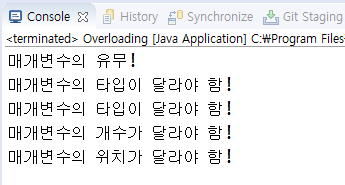 Console History Synchronize Git Staging
<terminated> Overloading [Java Application] C:₩Program Files
매개변수의 유무!
매개변수의 타입이 달라야 함!
매개변수의 타입이 달라야 함!
매개변수의 개수가 달라야 함!
매개변수의 위치가 달라야 함!